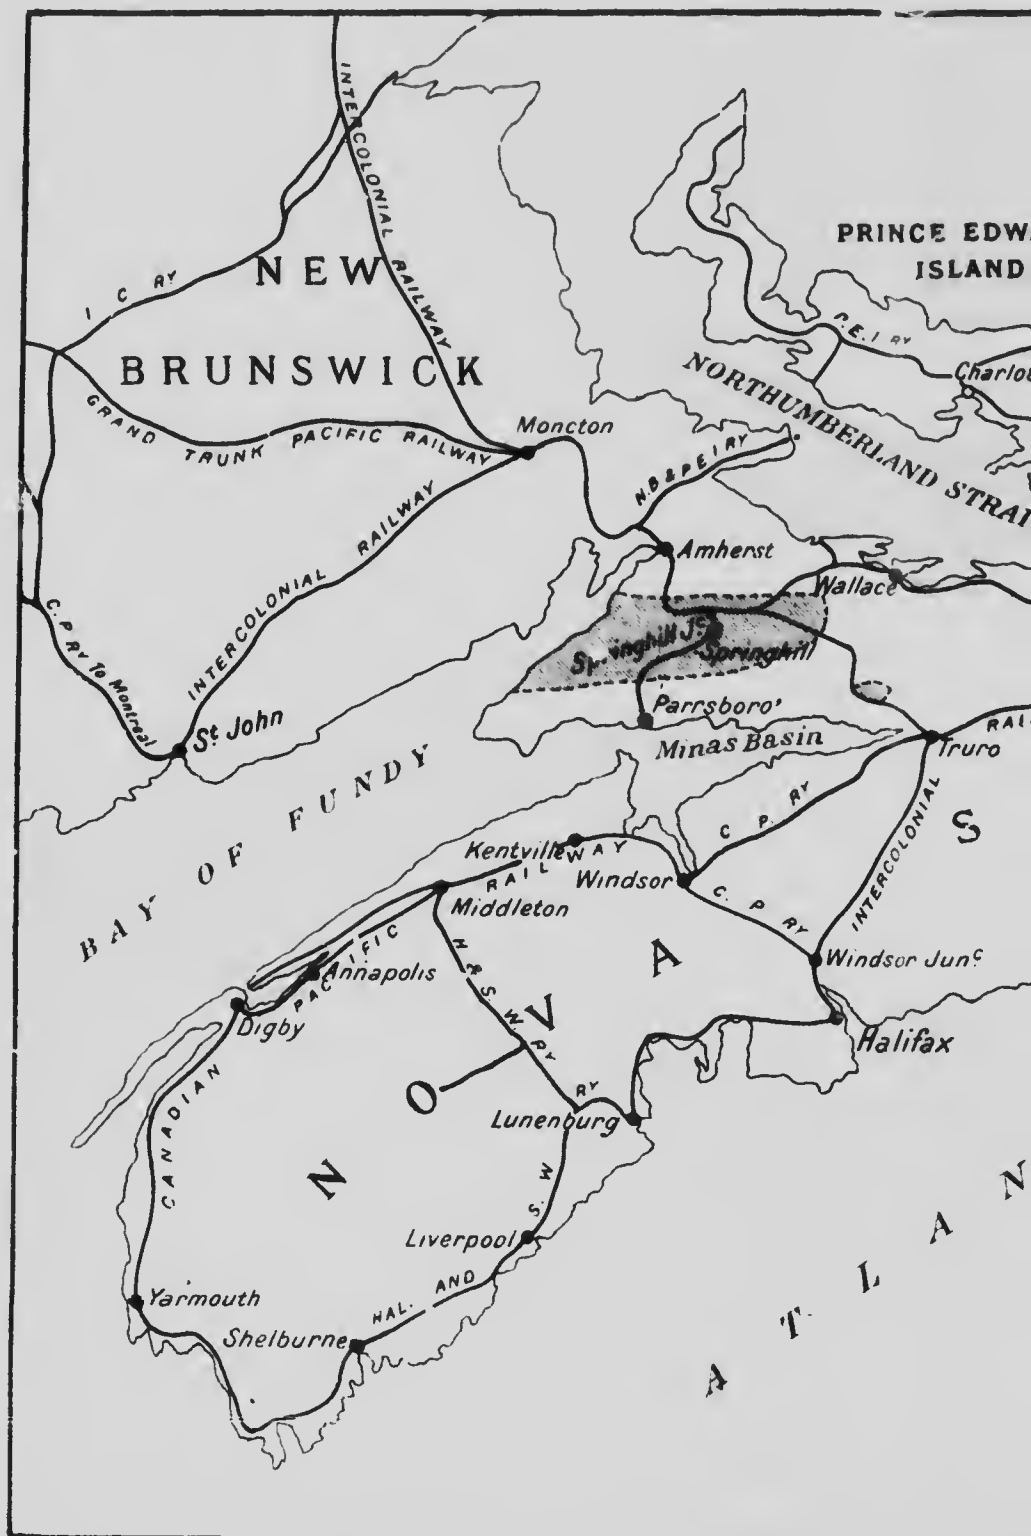 INTERCOLONIAL RAILWAY
PRINCE EDW
ISLAND
NEW
I C RY
P.E.I RY
BRUNSWICK
NORTHUMBERLAND STRAI
Charlot
GRAND TRUNK PACIFIC RAILWAY
Moncton
N.B & P E I RY
INTERCOLONIAL RAILWAY
Amherst
Wallace
C.P RY To Montreal
Springhill Jc.
Springhill
Parrsboro'
St. John
Minas Basin
RAIL
Truro
BAY OF FUNDY
C P. RY
INTERCOLONIAL
S
Kentville
RAILWAY
Windsor
C. P RY
Middleton
A
Windsor Junc.
CANADIAN PACIFIC
Annapolis
H & S. W. RY
V
Digby
Halifax
O
RY
Lunenburg
N
S. W
Liverpool
HAL. AND
Yarmouth
Shelburne
ATLAN